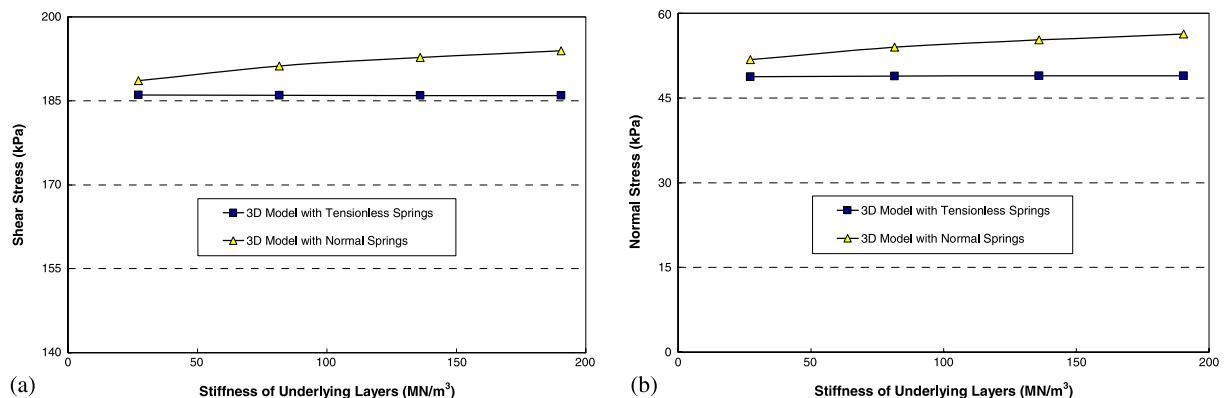 200
185
170
155
140
Shear Stress (kPa)
3D Model with Tensionless Springs
3D Model with Normal Springs
0 50 100 150 200
Stiffness of Underlying Layers (MN/m³)
(a)
60
45
30
15
0
Normal Stress (kPa)
3D Model with Tensionless Springs
3D Model with Normal Springs
0 50 100 150 200
Stiffness of Underlying Layers (MN/m³)
(b)